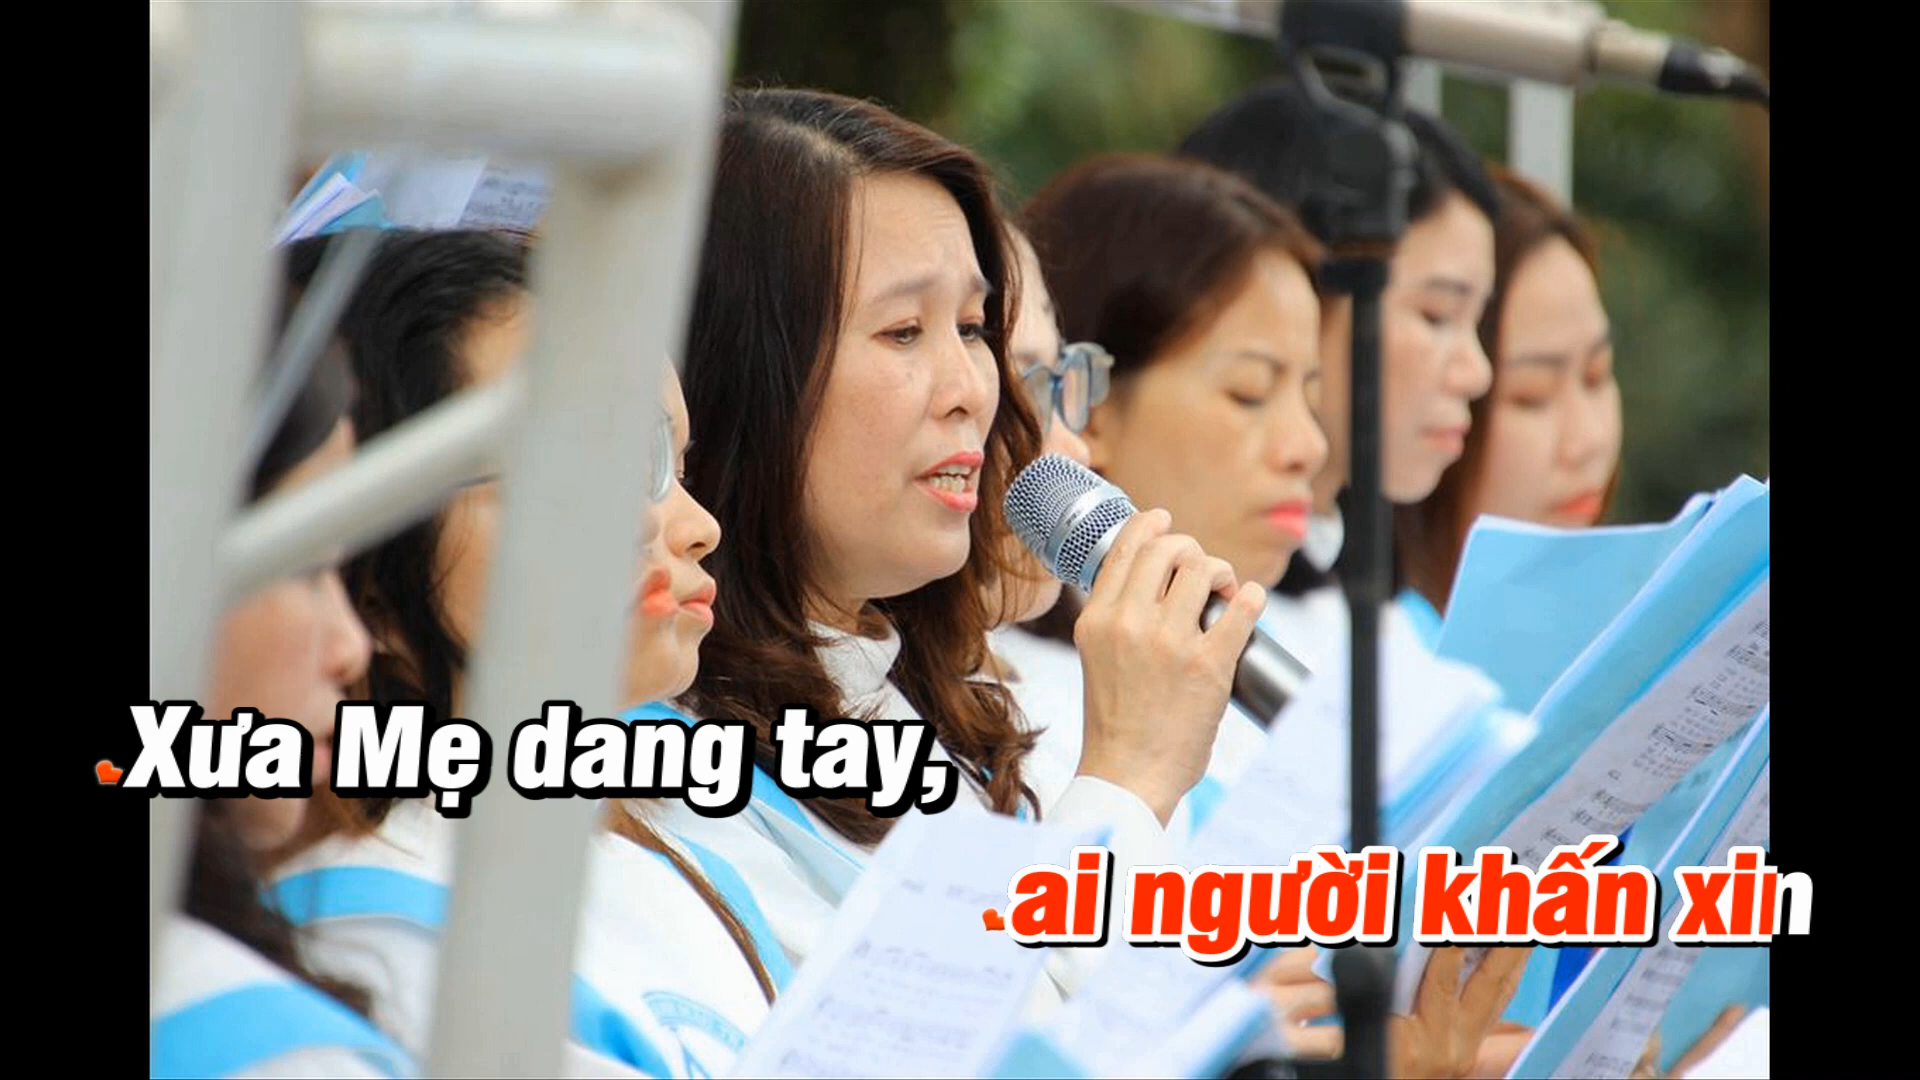 Xưa Mẹ dang tay,
ai người khấn xin